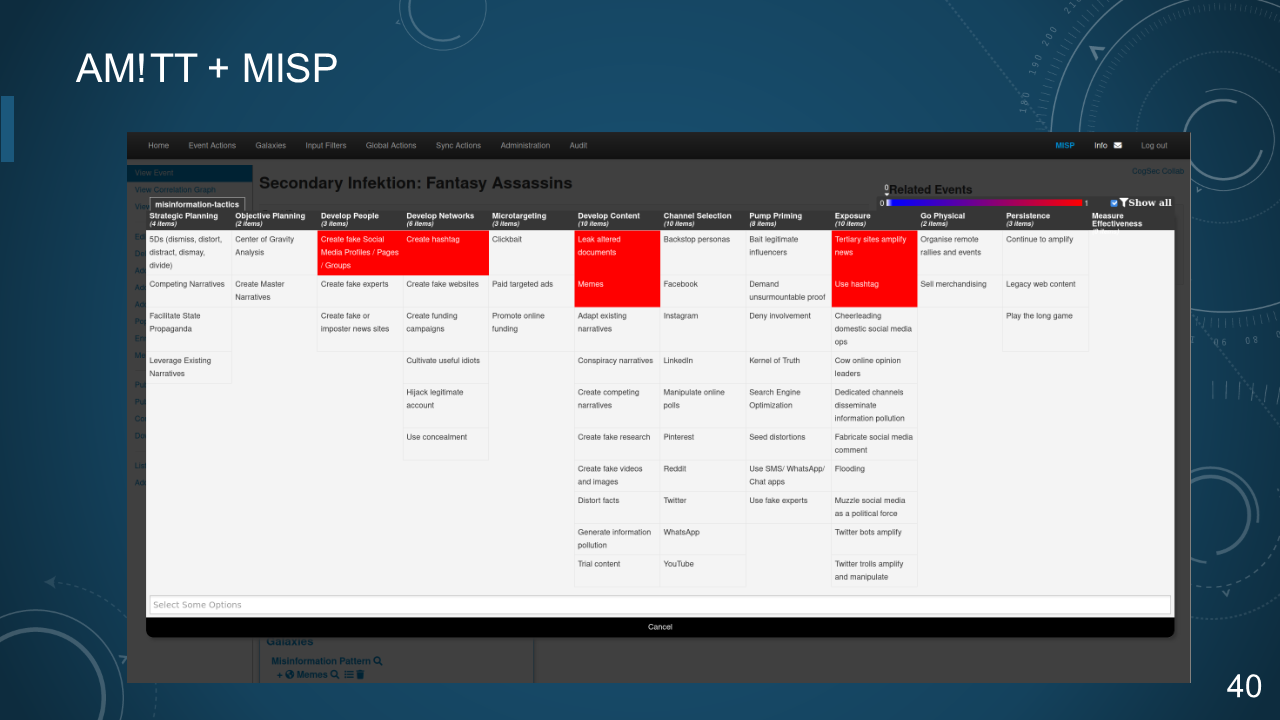 AM!TT + MISP
Home Event Actions Galaxies Input Filters Global Actions Sync Actions Administration Audit MISP Info Log out
View Event
CogSec Collab
View Correlation Graph
Secondary Infektion: Fantasy Assassins
Related Events
0
0 1
Show all
misinformation-tactics
Strategic Planning
(4 items)
5Ds (dismiss, distort,
distract, dismay,
divide)
Competing Narratives
Facilitate State
Propaganda
Leverage Existing
Narratives
Objective Planning
(2 items)
Center of Gravity
Analysis
Create Master
Narratives
Develop People
(3 items)
Create fake Social
Media Profiles / Pages
/ Groups
Create fake experts
Create fake or
imposter news sites
Develop Networks
(6 items)
Create hashtag
Create fake websites
Create funding
campaigns
Cultivate useful idiots
Hijack legitimate
account
Use concealment
Microtargeting
(3 items)
Clickbait
Paid targeted ads
Promote online
funding
Develop Content
(10 items)
Leak altered
documents
Memes
Adapt existing
narratives
Conspiracy narratives
Create competing
narratives
Create fake research
Create fake videos
and images
Distort facts
Generate information
pollution
Trial content
Channel Selection
(10 items)
Backstop personas
Facebook
Instagram
LinkedIn
Manipulate online
polls
Pinterest
Reddit
Twitter
WhatsApp
YouTube
Pump Priming
(8 items)
Bait legitimate
influencers
Demand
unsurmountable proof
Deny involvement
Kernel of Truth
Search Engine
Optimization
Seed distortions
Use SMS/ WhatsApp/
Chat apps
Use fake experts
Exposure
(10 items)
Tertiary sites amplify
news
Use hashtag
Cheerleading
domestic social media
ops
Cow online opinion
leaders
Dedicated channels
disseminate
information pollution
Fabricate social media
comment
Flooding
Muzzle social media
as a political force
Twitter bots amplify
Twitter trolls amplify
and manipulate
Go Physical
(2 items)
Organise remote
rallies and events
Sell merchandising
Persistence
(3 items)
Continue to amplify
Legacy web content
Play the long game
Measure
Effectiveness
Select Some Options
Cancel
Galaxies
Misinformation Pattern
+ Memes
40